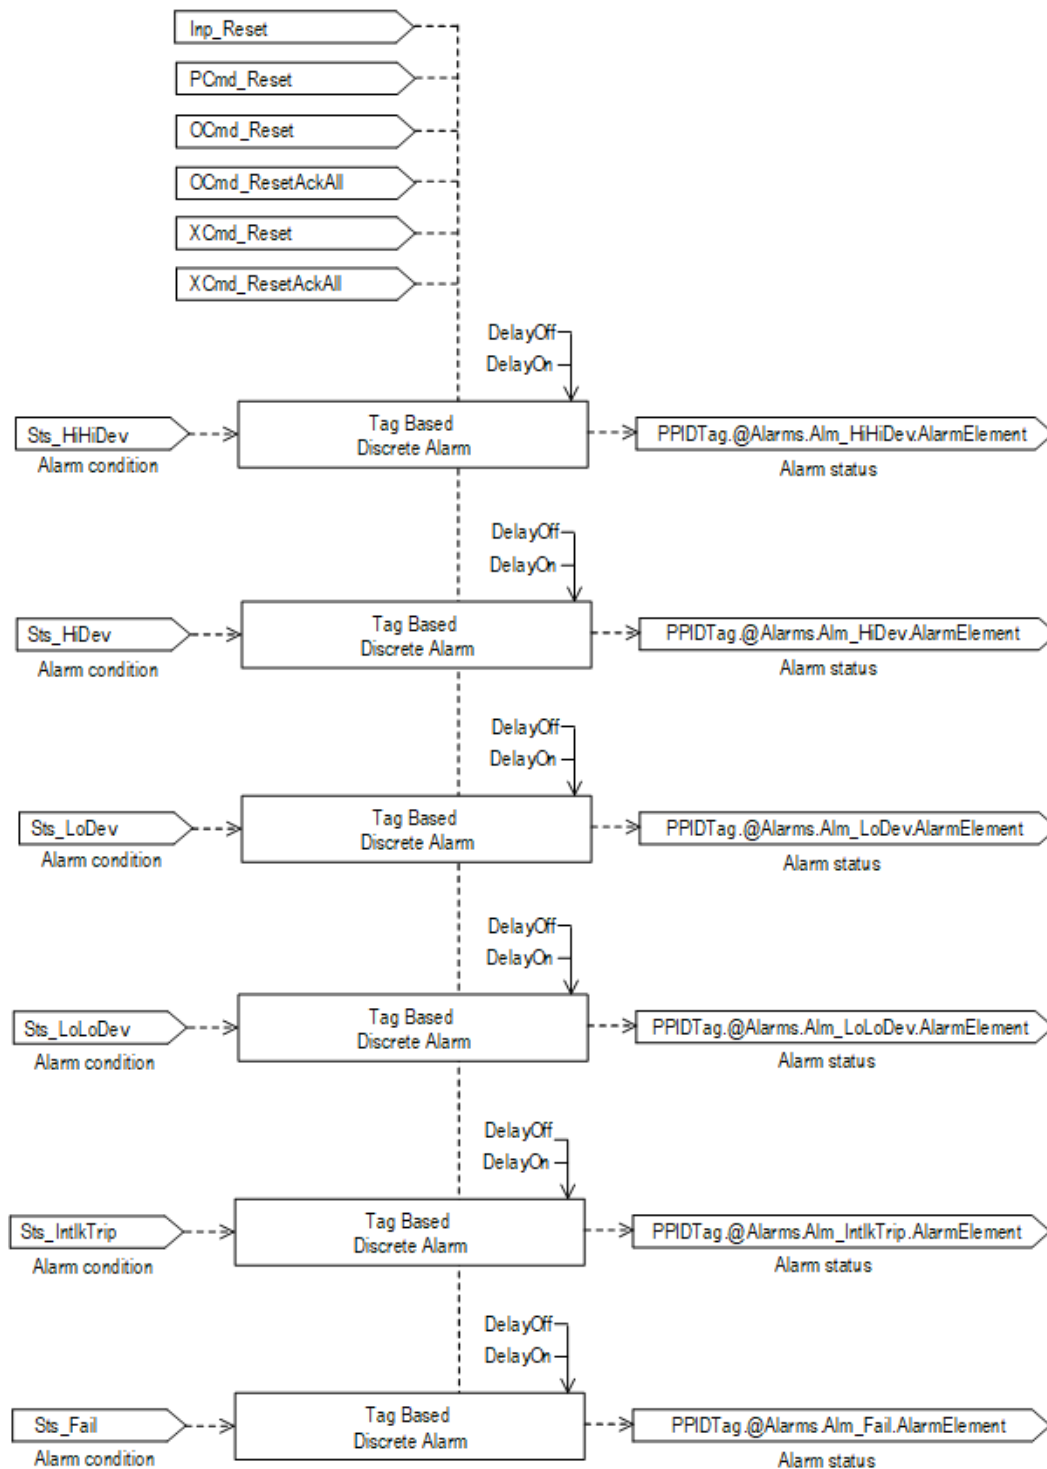 Inp_Reset
PCmd_Reset
OCmd_Reset
OCmd_ResetAckAll
XCmd_Reset
XCmd_ResetAckAll
DelayOff
DelayOn
Sts_HiHiDev
Alarm condition
Tag Based
Discrete Alarm
PPIDTag.@Alarms.Alm_HiHiDev.AlarmElement
Alarm status
DelayOff
DelayOn
Sts_HiDev
Alarm condition
Tag Based
Discrete Alarm
PPIDTag.@Alarms.Alm_HiDev.AlarmElement
Alarm status
DelayOff
DelayOn
Sts_LoDev
Alarm condition
Tag Based
Discrete Alarm
PPIDTag.@Alarms.Alm_LoDev.AlarmElement
Alarm status
DelayOff
DelayOn
Sts_LoLoDev
Alarm condition
Tag Based
Discrete Alarm
PPIDTag.@Alarms.Alm_LoLoDev.AlarmElement
Alarm status
DelayOff
DelayOn
Sts_IntlkTrip
Alarm condition
Tag Based
Discrete Alarm
PPIDTag.@Alarms.Alm_IntlkTrip.AlarmElement
Alarm status
DelayOff
DelayOn
Sts_Fail
Alarm condition
Tag Based
Discrete Alarm
PPIDTag.@Alarms.Alm_Fail.AlarmElement
Alarm status